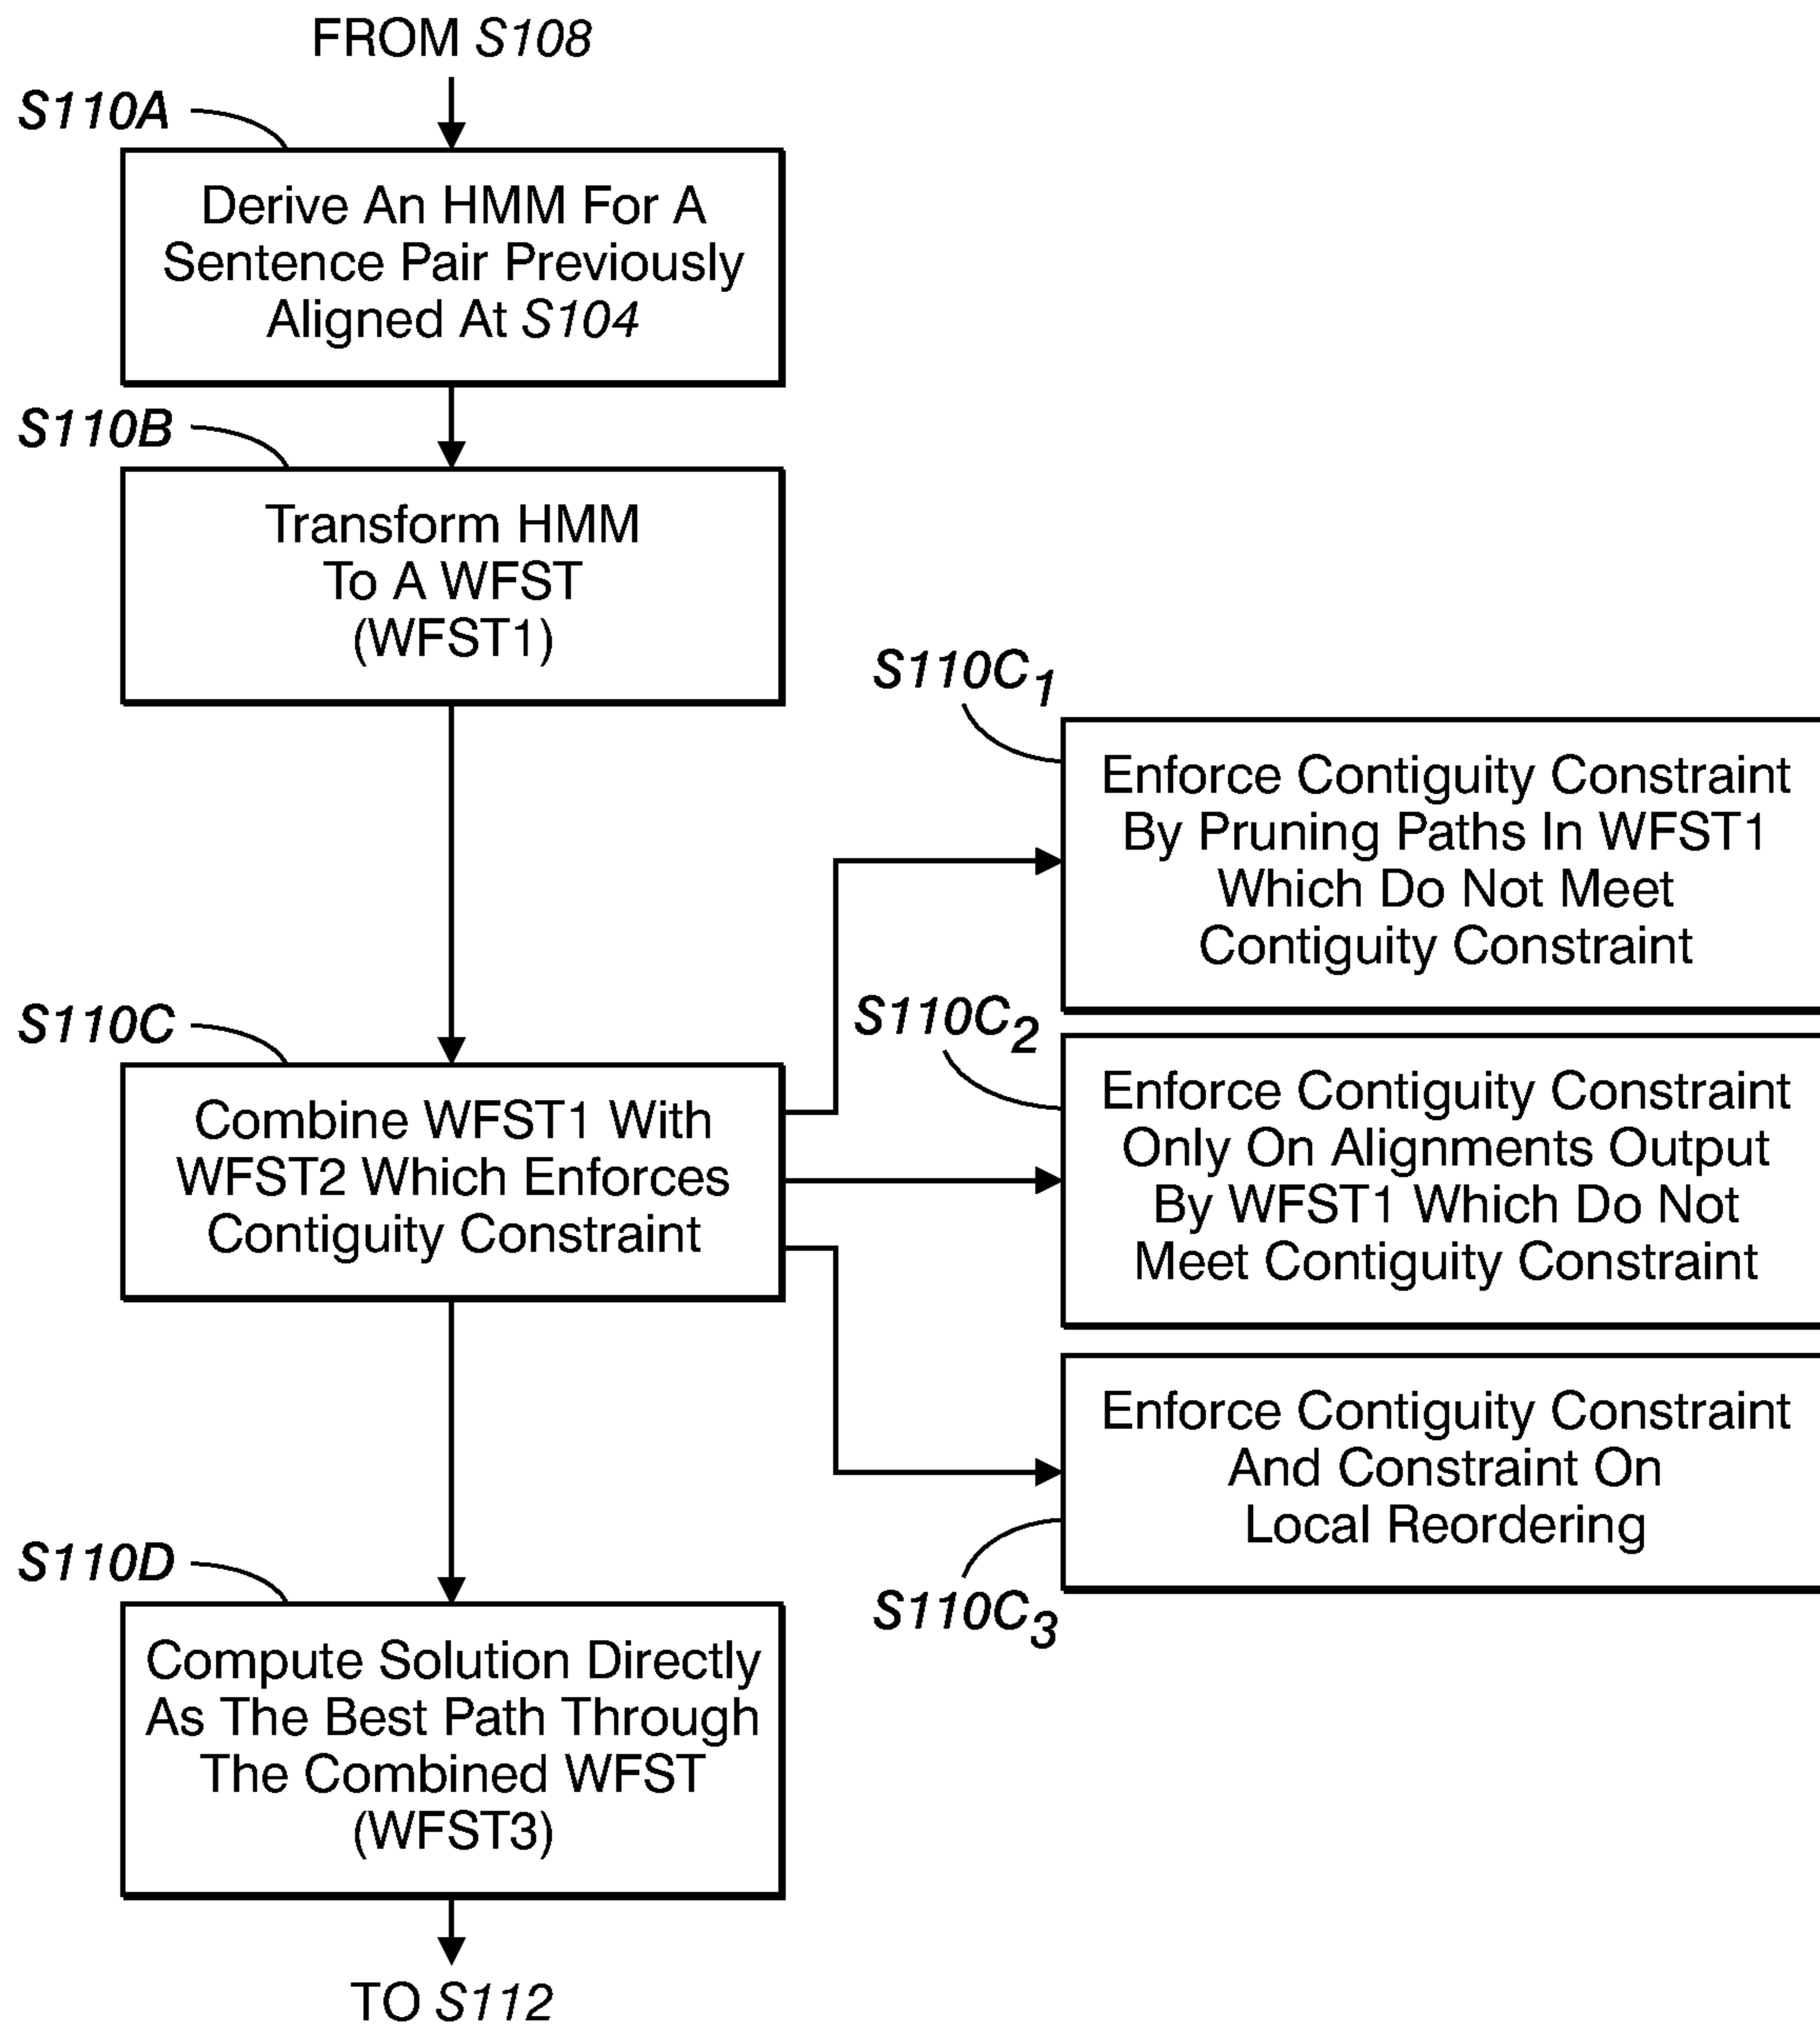 FROM S108
S110A
Derive An HMM For A
Sentence Pair Previously
Aligned At S104
S110B
Transform HMM
To A WFST
(WFST1)
S110C
Combine WFST1 With
WFST2 Which Enforces
Contiguity Constraint
S110C1
Enforce Contiguity Constraint
By Pruning Paths In WFST1
Which Do Not Meet
Contiguity Constraint
S110C2
Enforce Contiguity Constraint
Only On Alignments Output
By WFST1 Which Do Not
Meet Contiguity Constraint
Enforce Contiguity Constraint
And Constraint On
Local Reordering
S110C3
S110D
Compute Solution Directly
As The Best Path Through
The Combined WFST
(WFST3)
TO S112